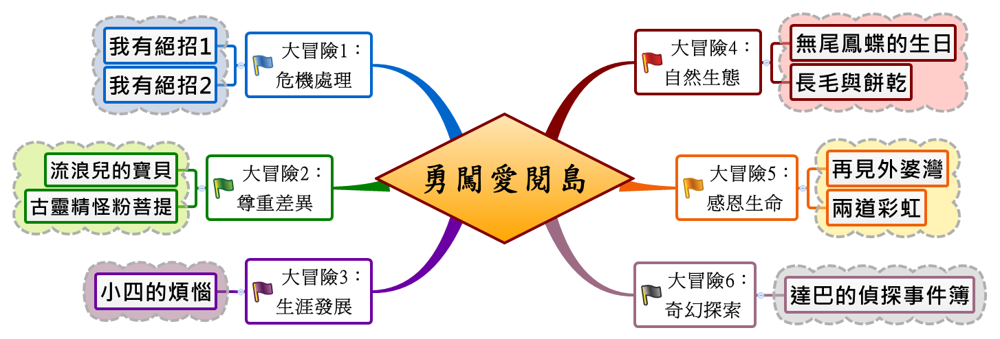 勇闖愛閱島
大冒險1：
危機處理
我有絕招1
我有絕招2
大冒險2：
尊重差異
流浪兒的寶貝
古靈精怪粉菩提
大冒險3：
生涯發展
小四的煩惱
大冒險4：
自然生態
無尾鳳蝶的生日
長毛與餅乾
大冒險5：
感恩生命
再見外婆灣
兩道彩虹
大冒險6：
奇幻探索
達巴的偵探事件簿